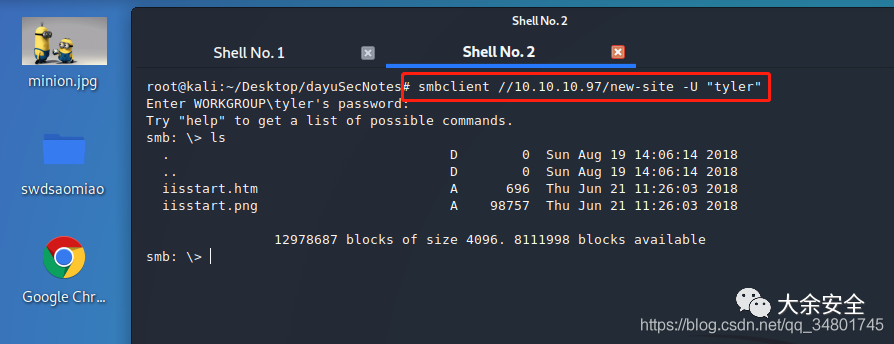 Shell No. 2
Shell No. 1
Shell No. 2
minion.jpg
swdsaomiao
Google Chr...
root@kali:~/Desktop/dayuSecNotes# smbclient //10.10.10.97/new-site -U "tyler"
Enter WORKGROUP\tyler's password:
Try "help" to get a list of possible commands.
smb: \> ls
. D 0 Sun Aug 19 14:06:14 2018
.. D 0 Sun Aug 19 14:06:14 2018
iisstart.htm A 696 Thu Jun 21 11:26:03 2018
iisstart.png A 98757 Thu Jun 21 11:26:03 2018
12978687 blocks of size 4096. 8111998 blocks available
smb: \>
大余安全
https://blog.csdn.net/qq_34801745